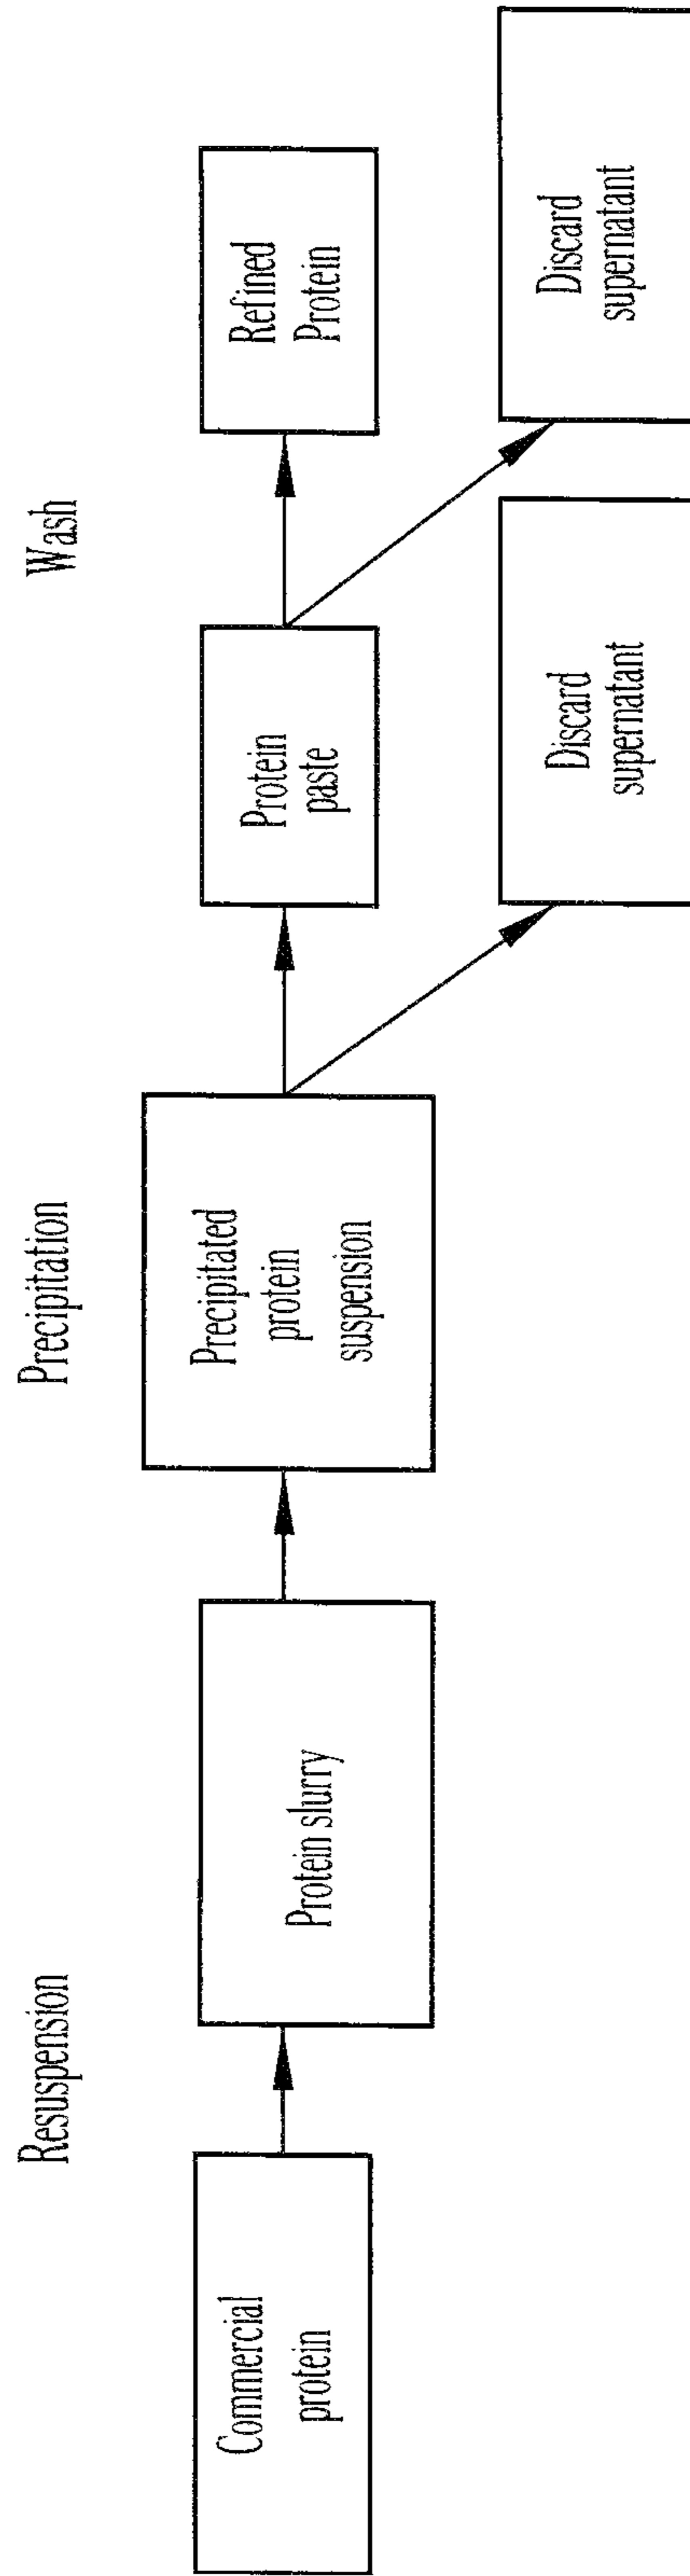 Resuspension
Precipitation
Wash
Commercial
protein
Protein slurry
Precipitated
protein
suspension
Protein
paste
Refined
Protein
Discard
supernatant
Discard
supernatant